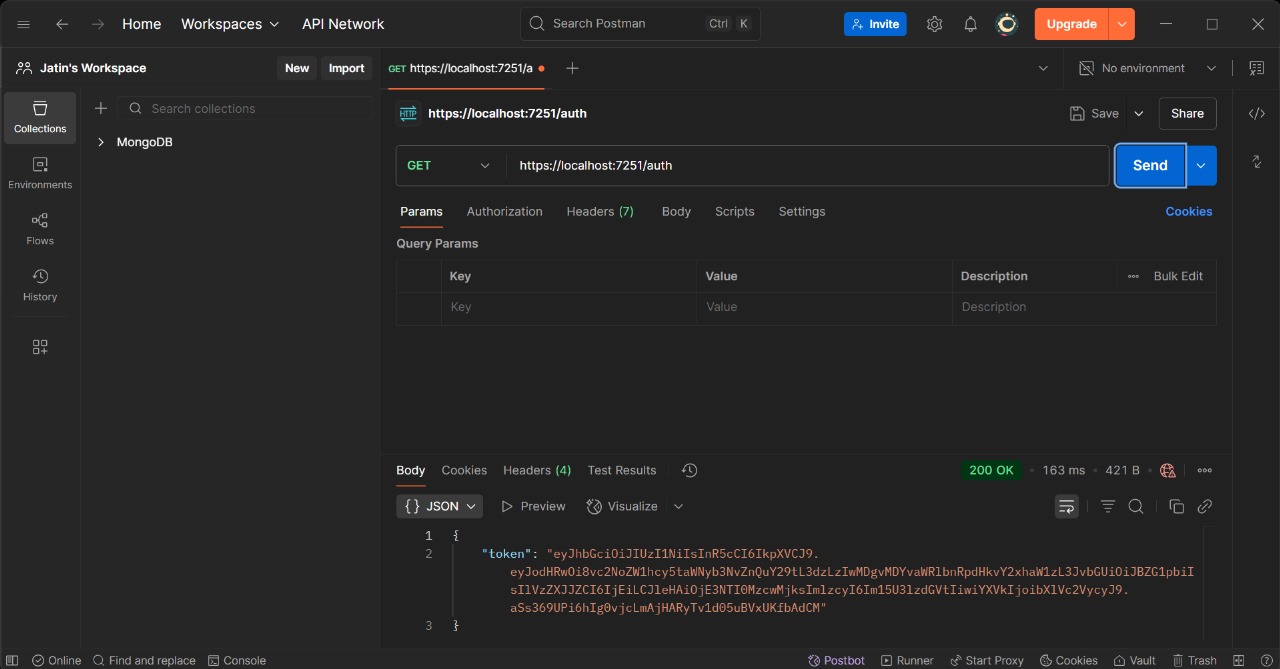 Home Workspaces API Network Search Postman Ctrl K Invite Upgrade
Jatin's Workspace New Import GET https://localhost:7251/a No environment
Collections
Environments
Flows
History
Search collections
MongoDB
HTTP https://localhost:7251/auth Save Share
GET https://localhost:7251/auth Send
Params Authorization Headers (7) Body Scripts Settings Cookies
Query Params
Key Value Description Bulk Edit
Key Value Description
Body Cookies Headers (4) Test Results 200 OK • 163 ms • 421 B •
{} JSON Preview Visualize
1 {
2 "token": "eyJhbGciOiJIUzI1NiIsInR5cCI6IkpXVCJ9.
eyJodHRwOi8vc2NoZW1hcy5taWNyb3NvZnQuY29tL3dzLzIwMDgvMDYvaWRlbnRpdHkvY2xhaW1zL3JvbGUiOiJBZG1pbiI
sIlVzZXJJZCI6IjEiLCJleHAiOjE3NTI0MzcwMjksImlzcyI6Im15U3lzdGVtIiwiYXVkIjoibXlVc2VycyJ9.
aSs369UPi6hIg0vjcLmAjHARyTv1d05uBVxUKfbAdCM"
3 }
Online Find and replace Console Postbot Runner Start Proxy Cookies Vault Trash